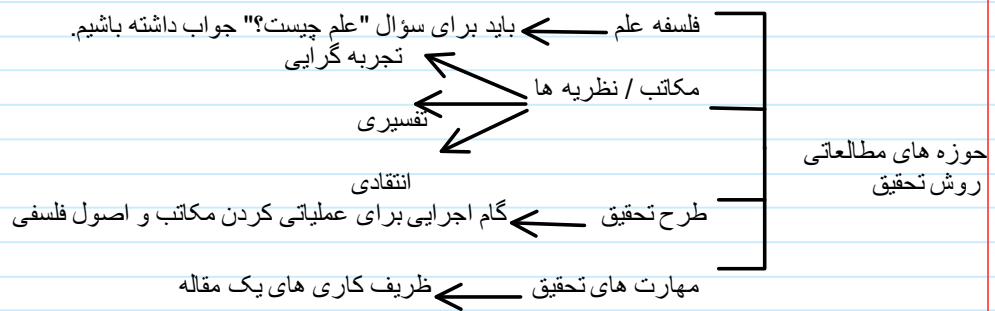 حوزه های مطالعاتی
روش تحقیق
فلسفه علم
باید برای سؤال "علم چیست؟" جواب داشته باشیم.
مکاتب / نظریه ها
تجربه گرایی
تفسیری
انتقادی
طرح تحقیق
گام اجرایی برای عملیاتی کردن مکاتب و اصول فلسفی
مهارت های تحقیق
ظریف کاری های یک مقاله